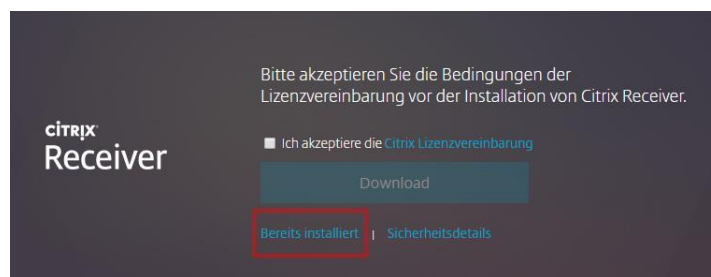 Bitte akzeptieren Sie die Bedingungen der
Lizenzvereinbarung vor der Installation von Citrix Receiver.
CITRIX
Receiver
Ich akzeptiere die Citrix Lizenzvereinbarung
Download
Bereits installiert | Sicherheitsdetails